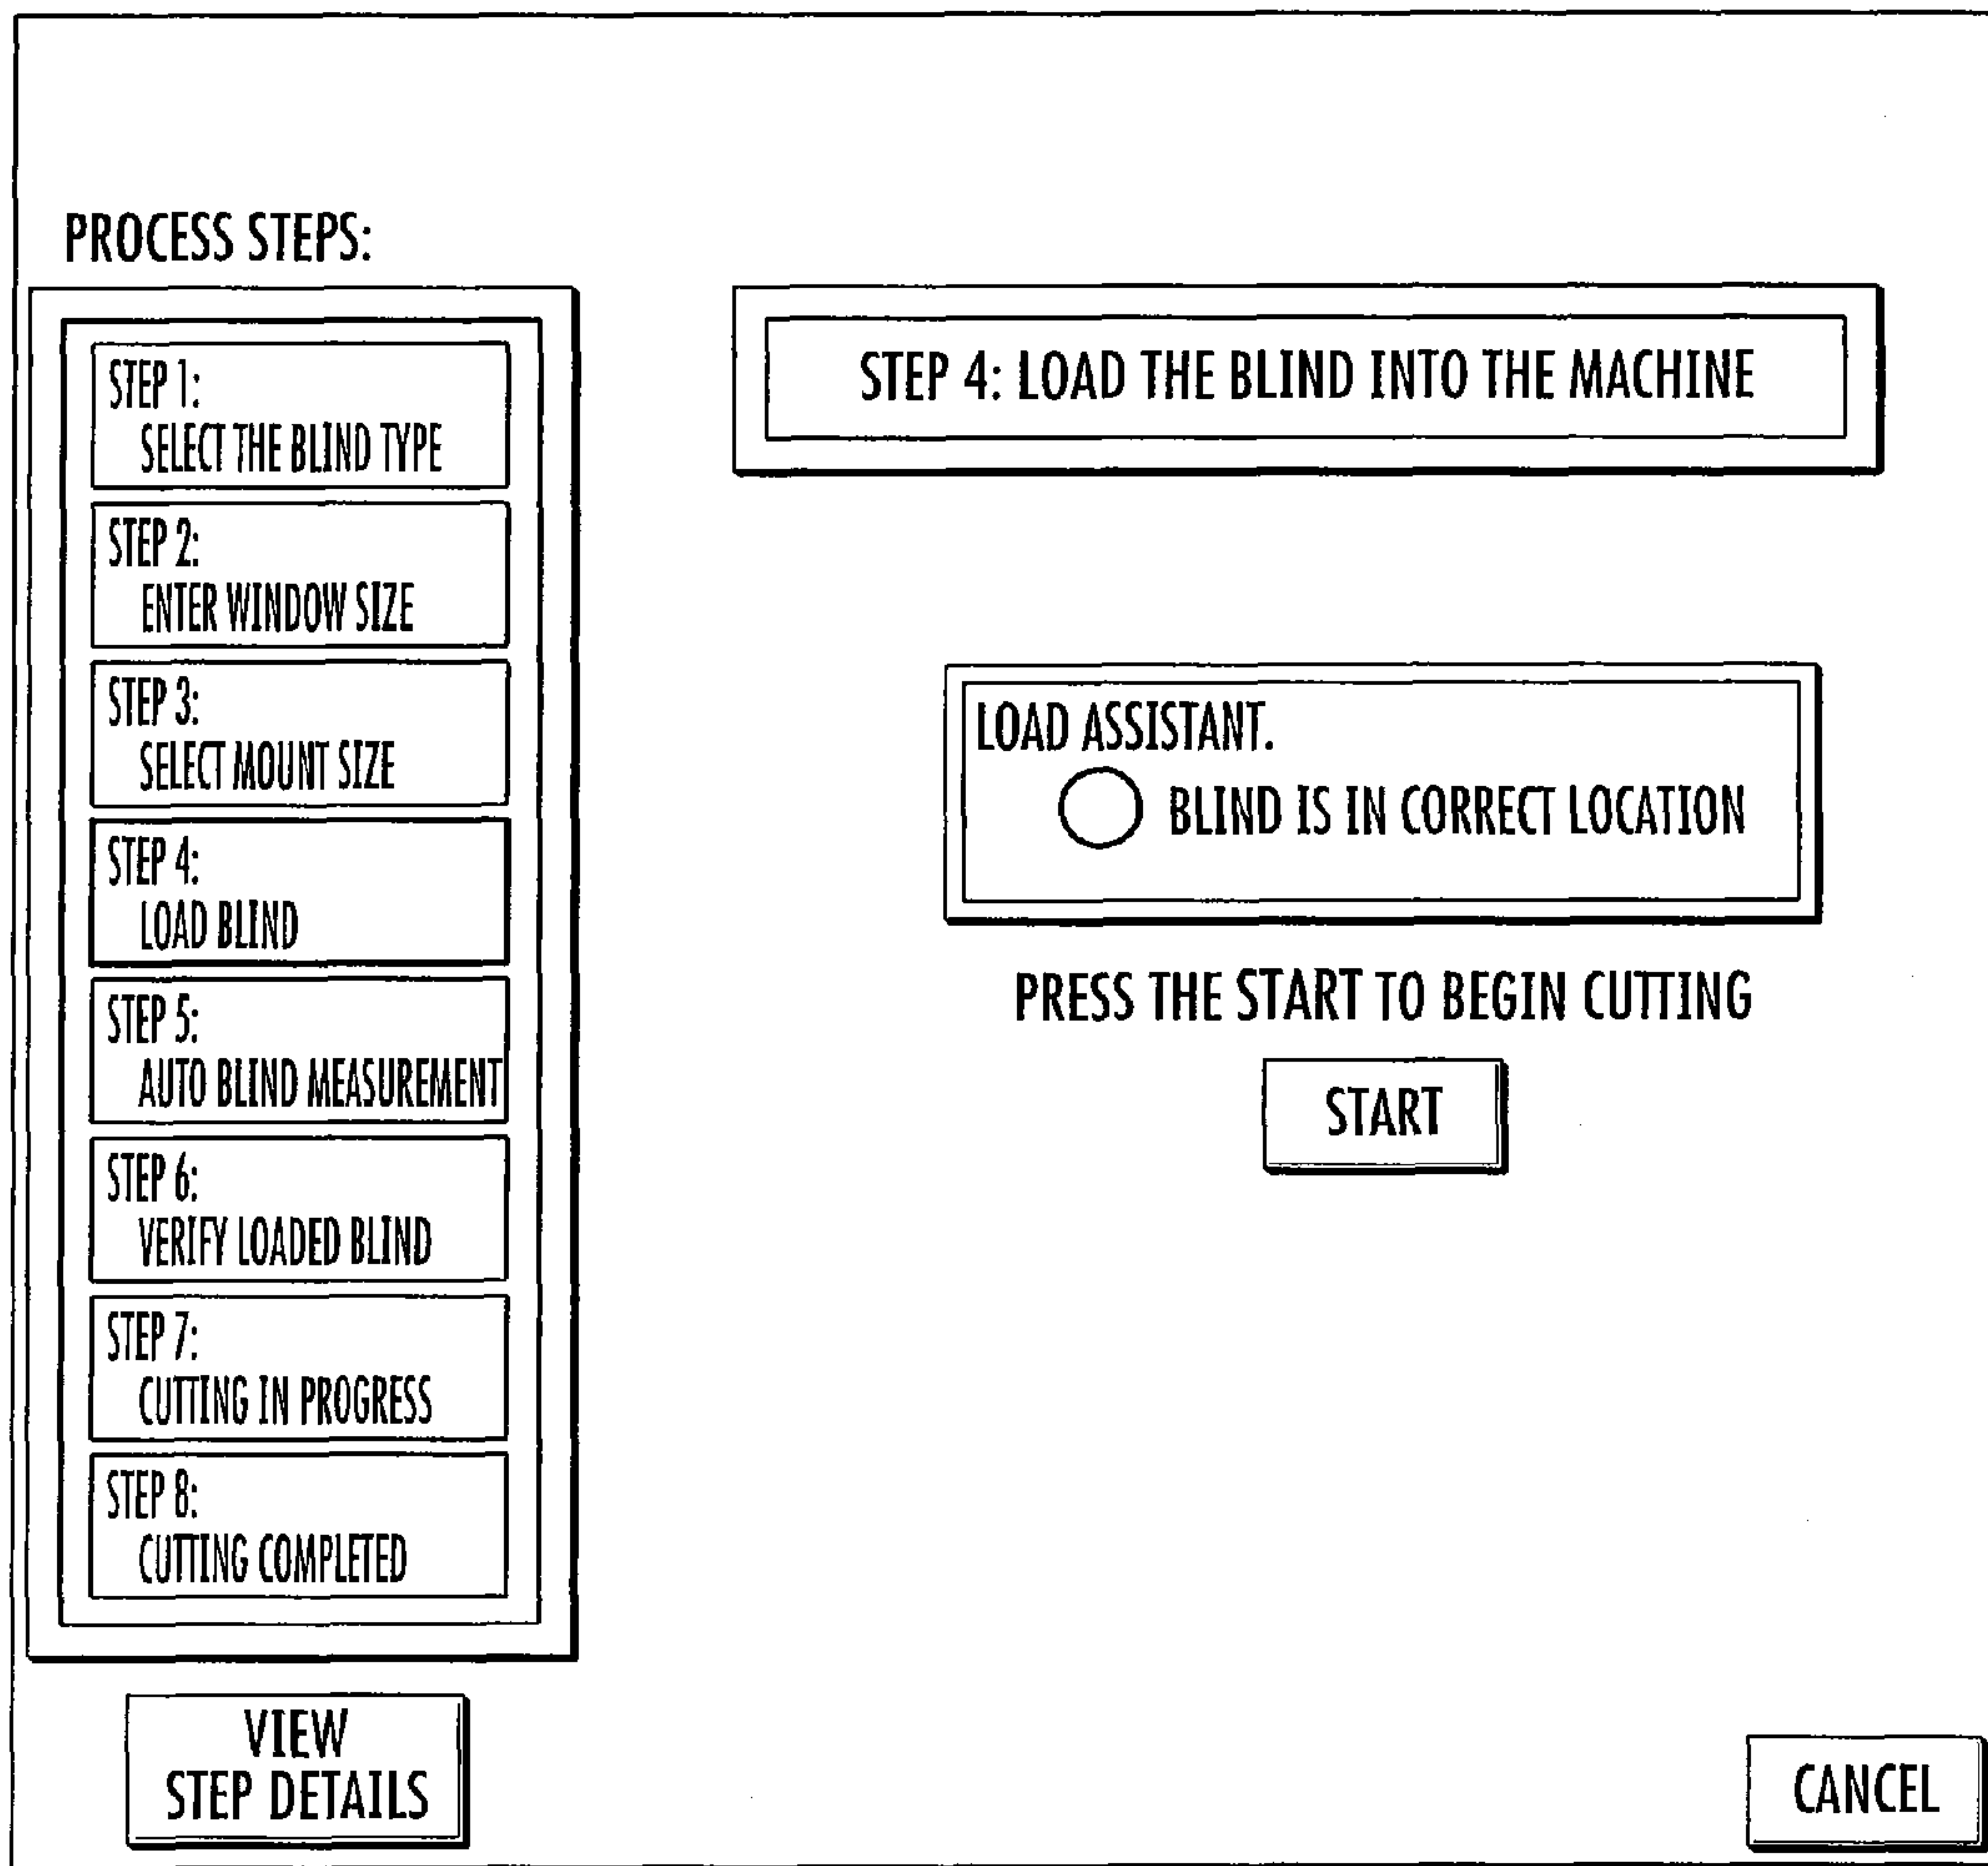 PROCESS STEPS:
STEP 1:
SELECT THE BLIND TYPE
STEP 2:
ENTER WINDOW SIZE
STEP 3:
SELECT MOUNT SIZE
STEP 4:
LOAD BLIND
STEP 5:
AUTO BLIND MEASUREMENT
STEP 6:
VERIFY LOADED BLIND
STEP 7:
CUTTING IN PROGRESS
STEP 8:
CUTTING COMPLETED
VIEW
STEP DETAILS
STEP 4: LOAD THE BLIND INTO THE MACHINE
LOAD ASSISTANT.
BLIND IS IN CORRECT LOCATION
PRESS THE START TO BEGIN CUTTING
START
CANCEL